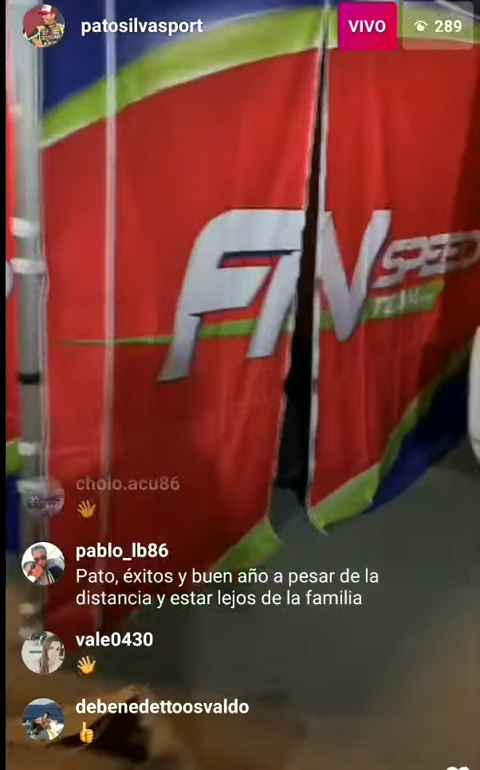 patosilvasport
VIVO
289
FN
SPEED
TEAM
cholo.acu86
👋
pablo_lb86
Pato, éxitos y buen año a pesar de la
distancia y estar lejos de la familia
vale0430
👋
debenedettoosvaldo
👍